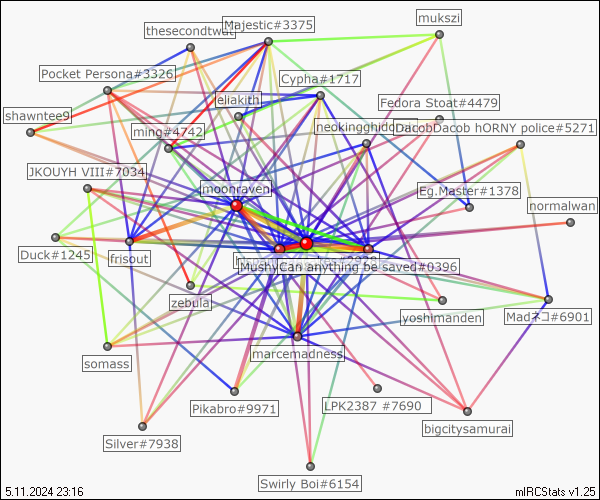 mukszi
thesecondtwat
Majestic#3375
Pocket Persona#3326
Cypha#1717
eliakith
Fedora Stoat#4479
shawntee9
ming#4742
neokingghidora
DacobDacob hORNY police#5271
JKOUYH VIII#7034
moonraven
Eg.Master#1378
normalwan
Duck#1245
frisout
MushyCan anything be saved#0396
zebulai
yoshimanden
Madネコ#6901
marcemadness
somass
Pikabro#9971
LPK2387 #7690
bigcitysamurai
Silver#7938
Swirly Boi#6154
5.11.2024 23:16
mIRCStats v1.25